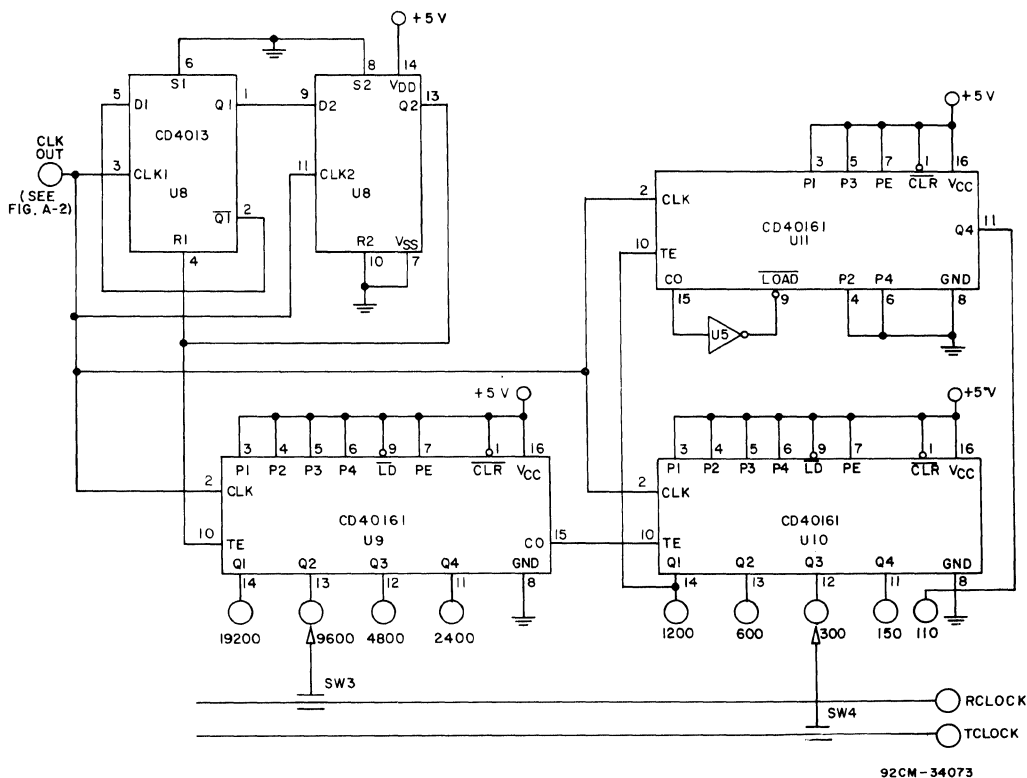 +5V
6
8
14
S1
S2
VDD
5
D1
Q1
1
9
D2
Q2
13
CD4013
CLK OUT
3
CLK1
11
CLK2
(SEE FIG. A-2)
U8
U8
Q1
2
R1
R2
VSS
4
10
7
+5V
3
5
7
1
16
P1
P3
PE
CLR
VCC
2
CLK
CD40161
U11
Q4
11
10
TE
CO
LOAD
P2
P4
GND
15
9
4
6
8
U5
+5V
3
4
5
6
9
7
1
16
P1
P2
P3
P4
LD
PE
CLR
VCC
2
CLK
CD40161
U9
10
TE
CO
15
Q1
Q2
Q3
Q4
GND
14
13
12
11
8
19200
9600
4800
2400
+5V
3
4
5
6
9
7
1
16
P1
P2
P3
P4
LD
PE
CLR
VCC
2
CLK
CD40161
U10
10
TE
Q1
Q2
Q3
Q4
GND
14
13
12
11
8
1200
600
300
150
110
SW3
SW4
RCLOCK
TCLOCK
92CM-34073